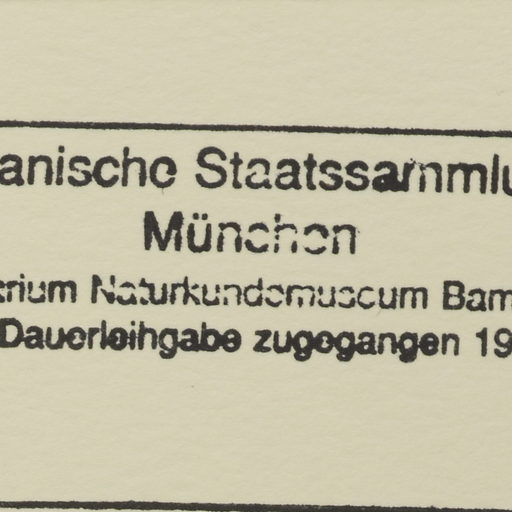 anische Staatssammlu
München
rium Naturkundemuseum Bam
Dauerleihgabe zugegangen 19